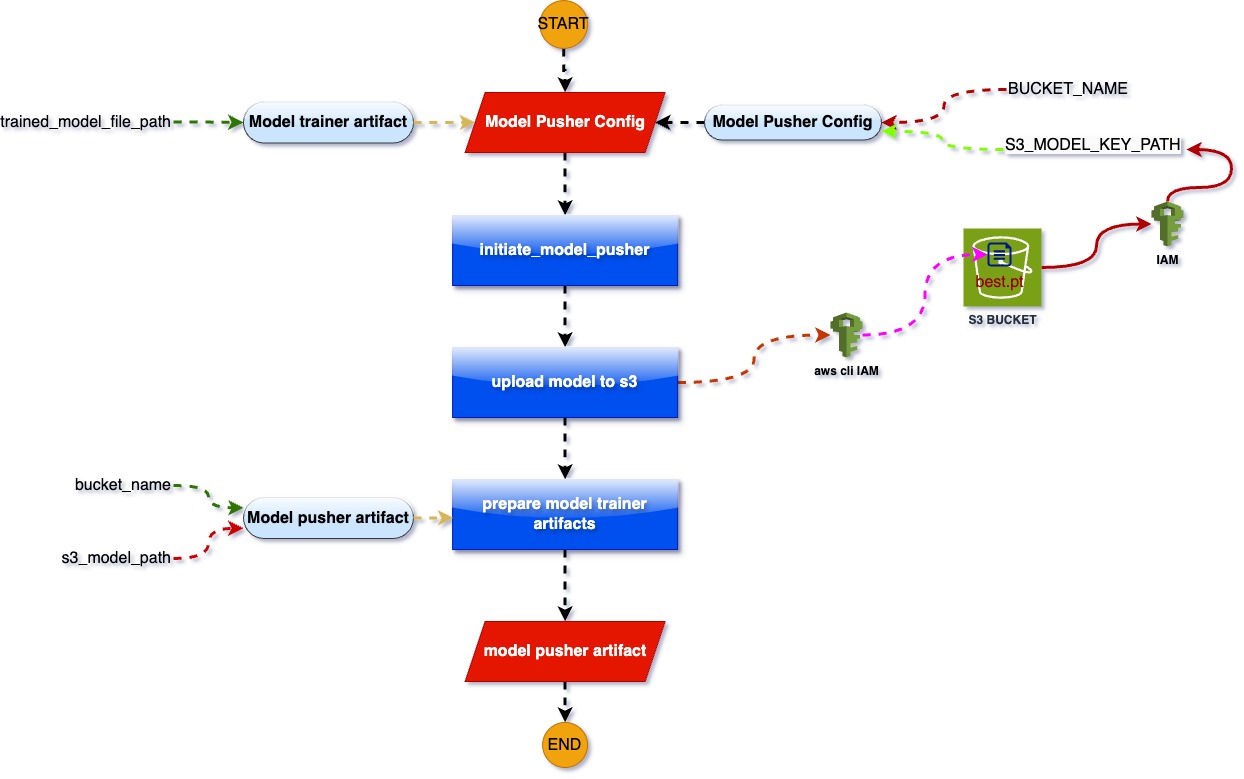 START
BUCKET_NAME
trained_model_file_path
Model trainer artifact
Model Pusher Config
Model Pusher Config
S3_MODEL_KEY_PATH
initiate_model_pusher
IAM
best.pt
S3 BUCKET
aws cli IAM
upload model to s3
bucket_name
prepare model trainer
artifacts
Model pusher artifact
s3_model_path
model pusher artifact
END